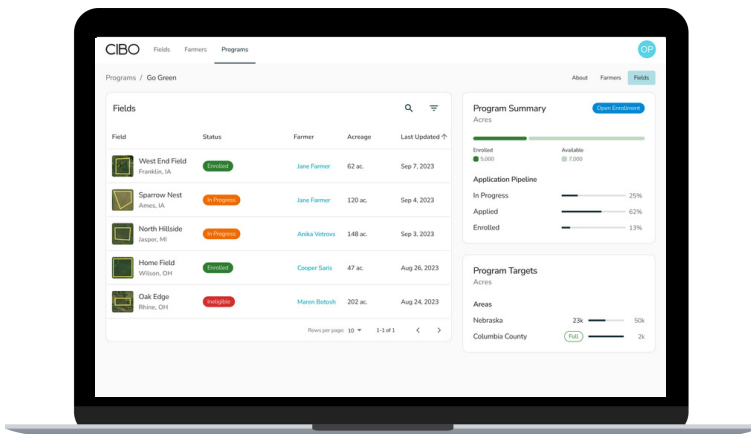 CIBO Fields Farmers Programs OP
Programs / Go Green About Farmers Fields
Fields
Field Status Farmer Acreage Last Updated ↑
West End Field
Franklin, IA
Enrolled Jane Farmer 62 ac. Sep 7, 2023
Sparrow Nest
Ames, IA
In Progress Jane Farmer 120 ac. Sep 4, 2023
North Hillside
Jasper, MI
In Progress Anika Vetrovs 148 ac. Sep 3, 2023
Home Field
Wilson, OH
Enrolled Cooper Saris 47 ac. Aug 26, 2023
Oak Edge
Rhine, OH
Ineligible Maren Botosh 202 ac. Aug 24, 2023
Rows per page: 10 1-1 of 1
Program Summary Open Enrollment
Acres
Enrolled Available
5,000 7,000
Application Pipeline
In Progress 25%
Applied 62%
Enrolled 13%
Program Targets
Acres
Areas
Nebraska 23k 50k
Columbia County Full 2k